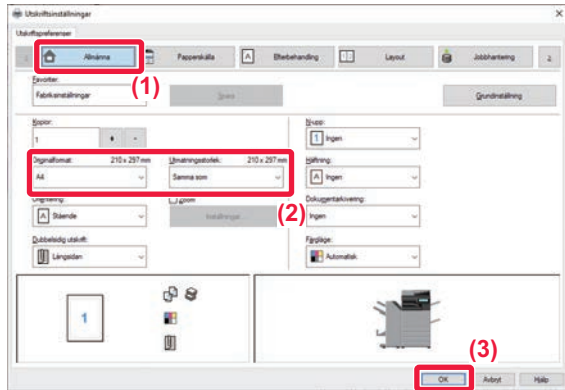 Utskriftsinställningar
Utskriftspreferenser
Allmänna Papperskälla Efterbehandling Layout Jobbhantering
(1)
Favoriter:
Fabriksinställningar Spara Grundinställning
Kopior: N-upp:
1 + - 1 Ingen
Originalformat: 210 x 297 mm Utmatningsstorlek: 210 x 297 mm Häftning:
A4 Samma som A Ingen
(2)
Orientering: Zoom Dokumentarkivering:
A Stående Inställningar... Ingen
Dubbelsidig utskrift: Färgläge:
Långsidan Automatisk
1
(3)
OK Avbryt Hjälp